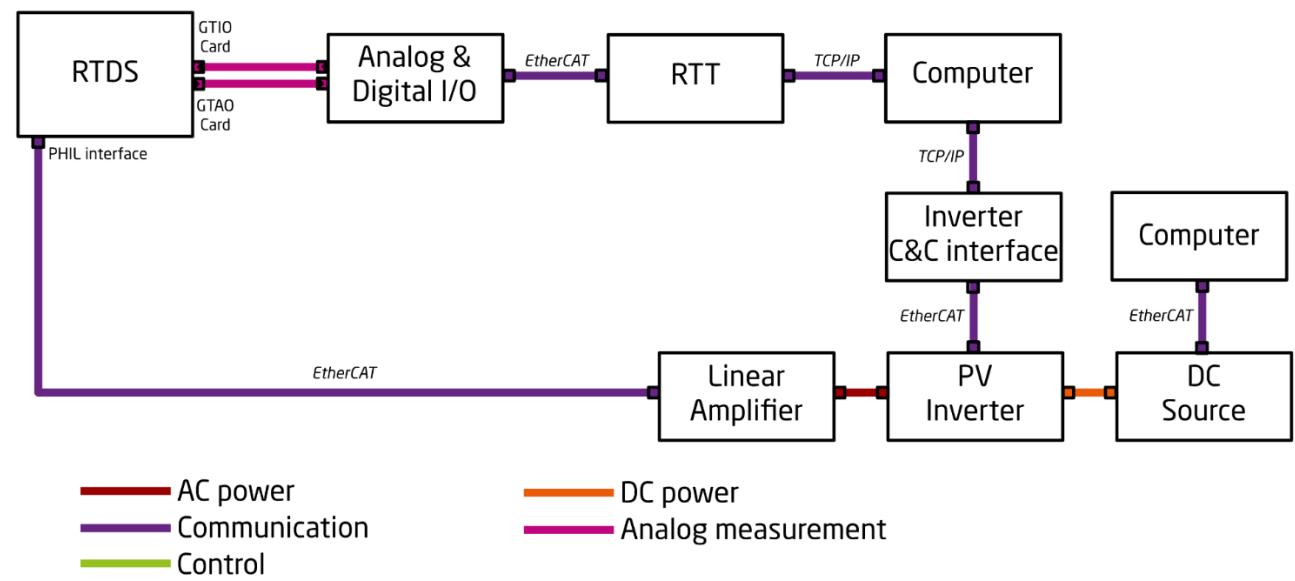 GTIO
Card
RTDS
GTAO
Card
PHIL interface
Analog &
Digital I/O
EtherCAT
RTT
TCP/IP
Computer
TCP/IP
Inverter
C&C interface
Computer
EtherCAT
EtherCAT
EtherCAT
Linear
Amplifier
PV
Inverter
DC
Source
AC power
DC power
Communication
Analog measurement
Control